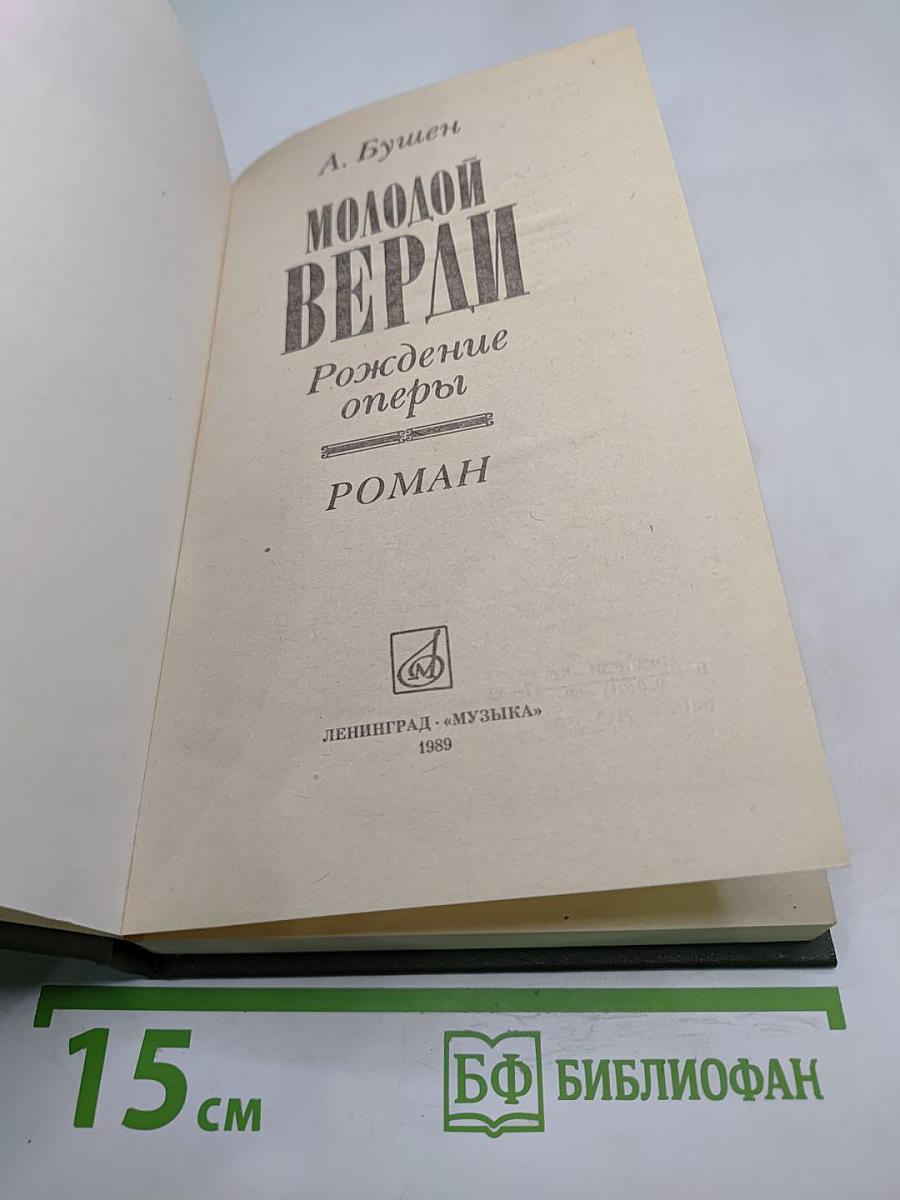 А. Бушен
МОЛОДОЙ
ВЕРДИ
Рождение
оперы
РОМАН
М
ЛЕНИНГРАД · «МУЗЫКА»
1989
15 см
БФ БИБЛИОФАН